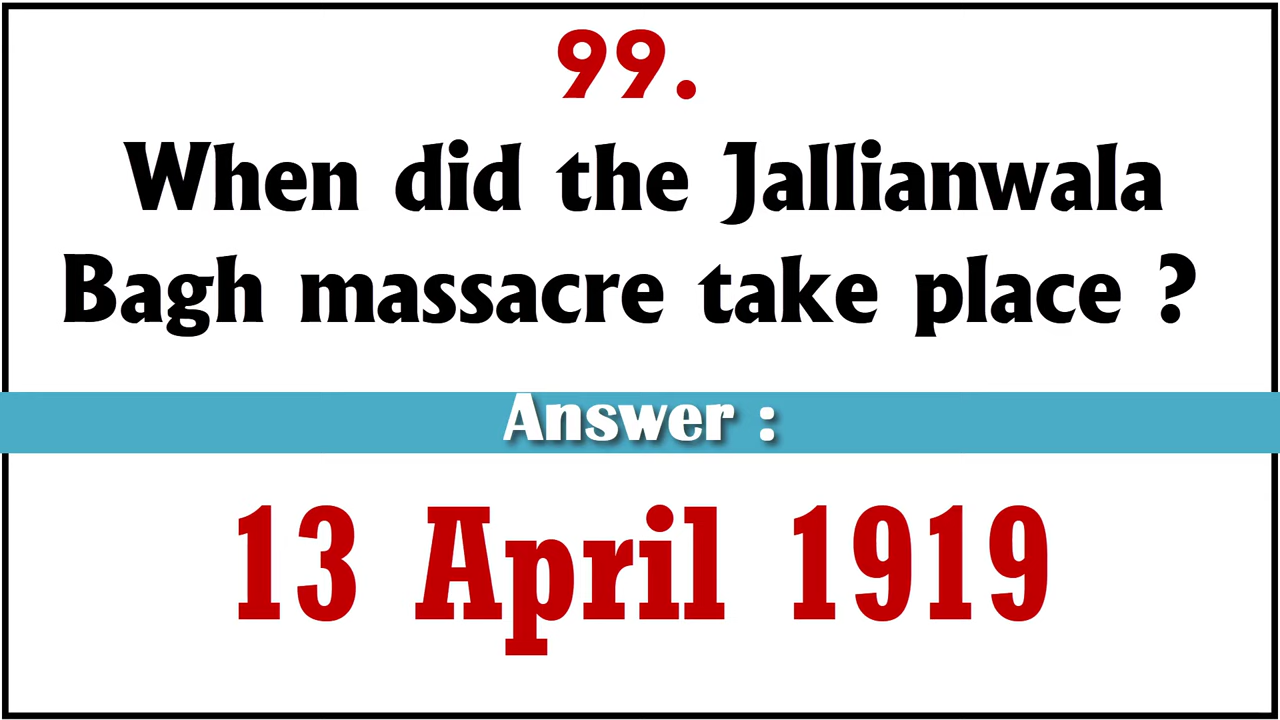 99.
When did the Jallianwala
Bagh massacre take place ?
Answer :
13 April 1919